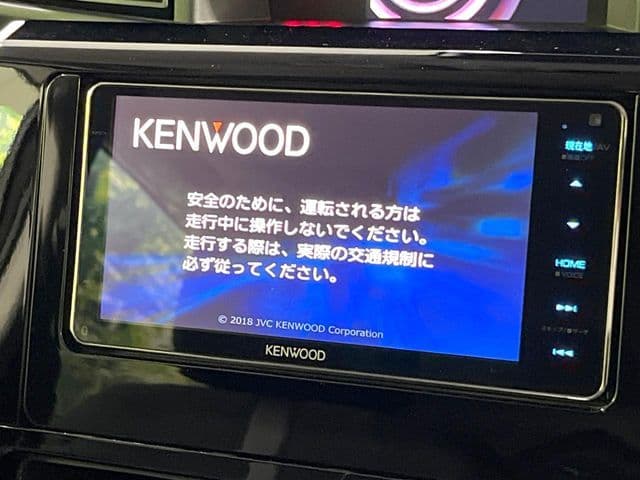 KENWOOD
安全のために、運転される方は
走行中に操作しないでください。
走行する際は、実際の交通規制に
必ず従ってください。
© 2018 JVC KENWOOD Corporation
KENWOOD
現在地 NAV
HOME
VOICE